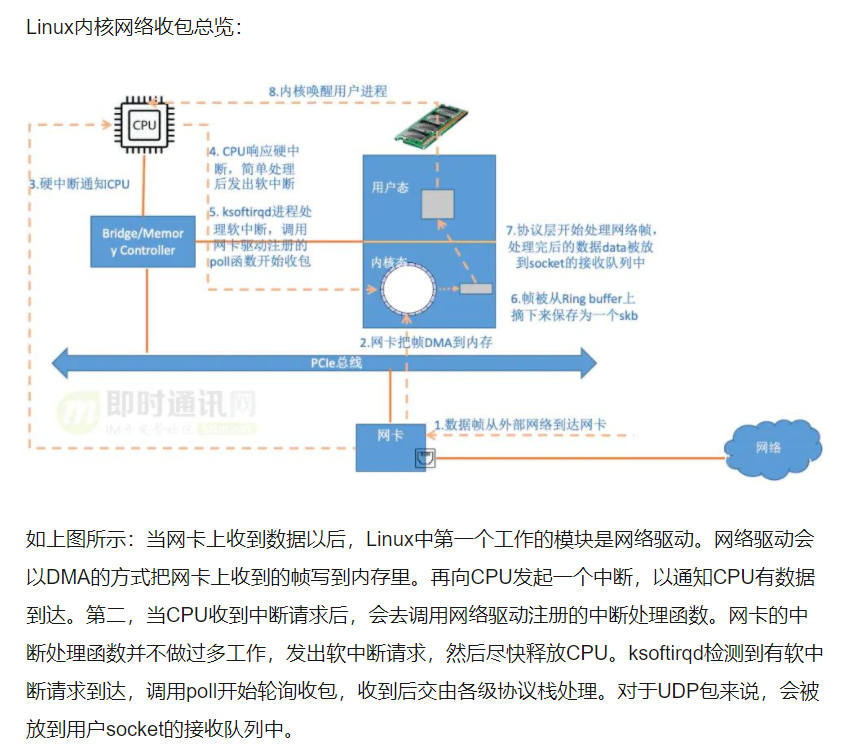 Linux内核网络收包总览：
8.内核唤醒用户进程
CPU
4. CPU响应硬中
断，简单处理
后发出软中断
3.硬中断通知CPU
用户态
5. ksoftirqd进程处
理软中断，调用
网卡驱动注册的
poll函数开始收包
Bridge/Memor
y Controller
7.协议层开始处理网络帧，
处理完后的数据data被放
到socket的接收队列中
内核态
6.帧被从Ring buffer上
摘下来保存为一个skb
2.网卡把帧DMA到内存
PCIe总线
即时通讯网
1.数据帧从外部网络到达网卡
网卡
网络
如上图所示：当网卡上收到数据以后，Linux中第一个工作的模块是网络驱动。网络驱动会
以DMA的方式把网卡上收到的帧写到内存里。再向CPU发起一个中断，以通知CPU有数据
到达。第二，当CPU收到中断请求后，会去调用网络驱动注册的中断处理函数。网卡的中
断处理函数并不做过多工作，发出软中断请求，然后尽快释放CPU。ksoftirqd检测到有软中
断请求到达，调用poll开始轮询收包，收到后交由各级协议栈处理。对于UDP包来说，会被
放到用户socket的接收队列中。